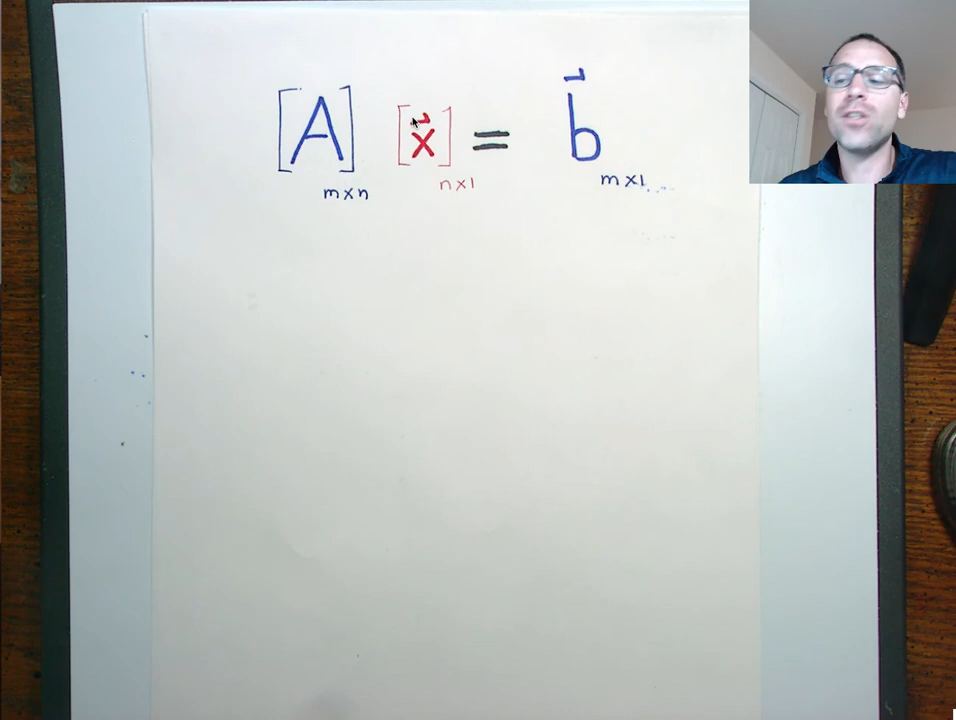 [A] [x⃗] = b⃗
m×n n×1 m×1